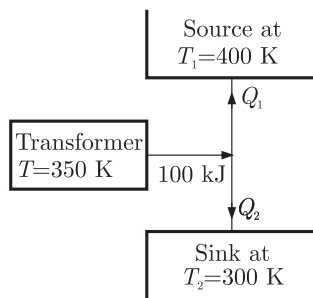 Source at
T₁=400 K
Q₁
Transformer
T=350 K
100 kJ
Q₂
Sink at
T₂=300 K